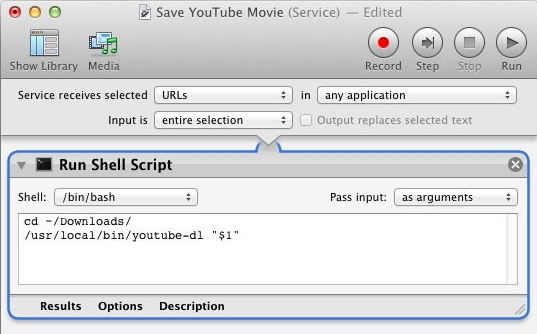 Save YouTube Movie (Service) — Edited
Show Library Media Record Step Stop Run
Service receives selected URLs in any application
Input is entire selection Output replaces selected text
Run Shell Script
Shell: /bin/bash Pass input: as arguments
cd ~/Downloads/
/usr/local/bin/youtube-dl "$1"
Results Options Description